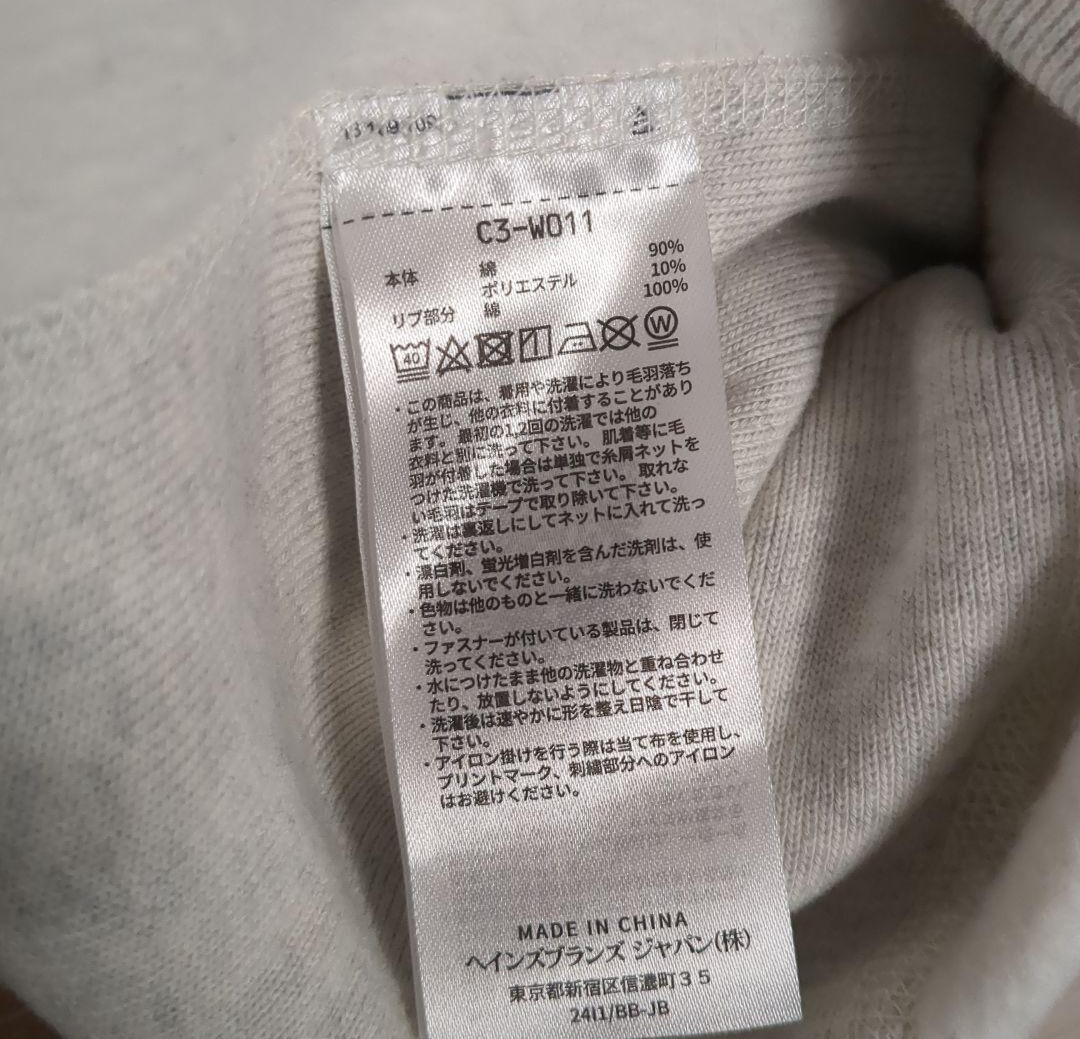 C3-W011
本体 綿 90%
ポリエステル 10%
リブ部分 綿 100%
40 W
・この商品は、着用や洗濯により毛羽落ち
が生じ、他の衣料に付着することがあり
ます。最初の1,2回の洗濯では他の
衣料と別に洗って下さい。肌着等に毛
羽が付着した場合は単独で糸屑ネットを
つけた洗濯機で洗って下さい。取れな
い毛羽はテープで取り除いて下さい。
・洗濯は裏返しにしてネットに入れて洗っ
てください。
・漂白剤、蛍光増白剤を含んだ洗剤は、使
用しないでください。
・色物は他のものと一緒に洗わないでくだ
さい。
・ファスナーが付いている製品は、閉じて
洗ってください。
・水につけたまま他の洗濯物と重ね合わせ
たり、放置しないようにしてください。
・洗濯後は速やかに形を整え日陰で干して
下さい。
・アイロン掛けを行う際は当て布を使用し、
プリントマーク、刺繍部分へのアイロン
はお避けください。
MADE IN CHINA
ヘインズブランズ ジャパン(株)
東京都新宿区信濃町35
24I1/BB-JB